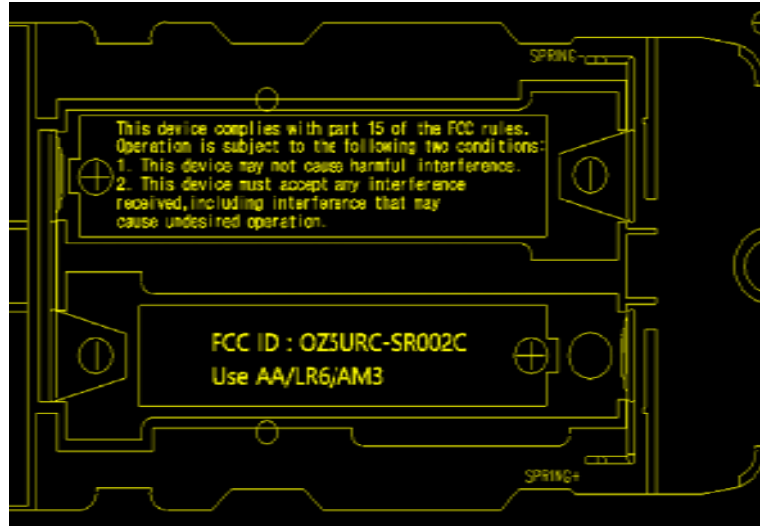 SPRING-
This device complies with part 15 of the FCC rules.
Operation is subject to the following two conditions:
1. This device may not cause harmful interference.
2. This device must accept any interference
received,including interference that may
cause undesired operation.
FCC ID : OZ5URC-SR002C
Use AA/LR6/AM3
SPRING+